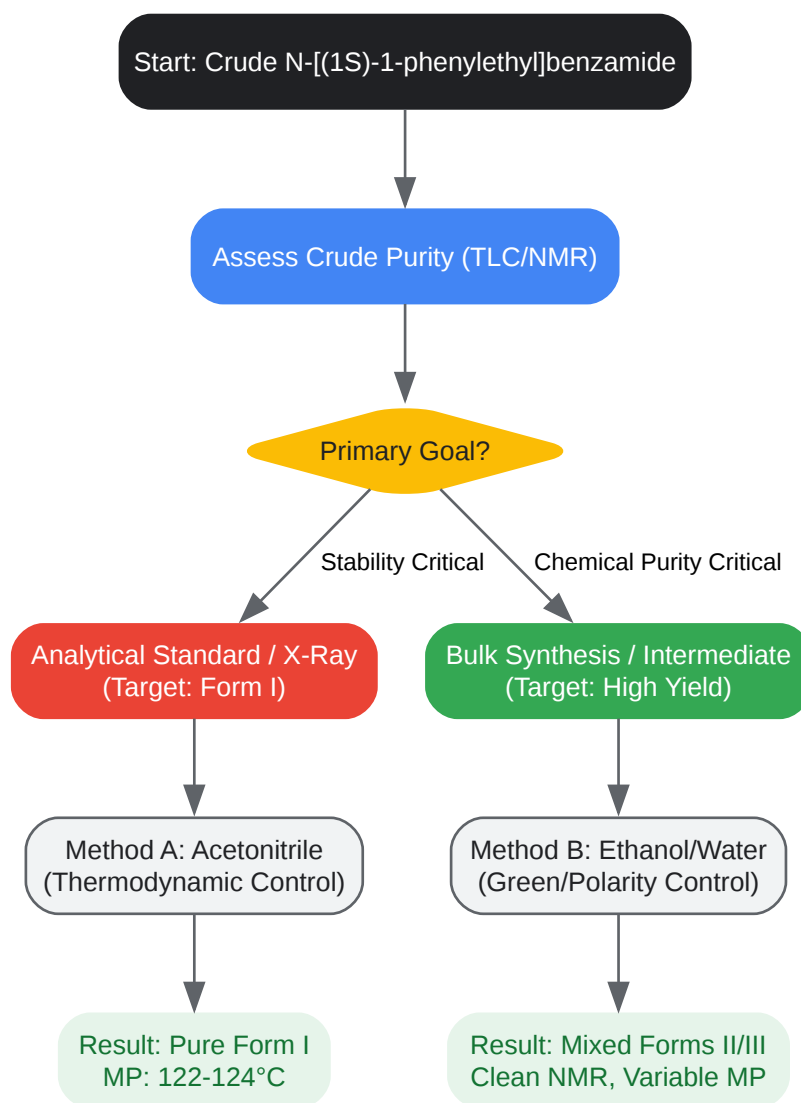 Start: Crude N-[(1S)-1-phenylethyl]benzamide
Assess Crude Purity (TLC/NMR)
Primary Goal?
Stability Critical
Chemical Purity Critical
Analytical Standard / X-Ray
(Target: Form I)
Bulk Synthesis / Intermediate
(Target: High Yield)
Method A: Acetonitrile
(Thermodynamic Control)
Method B: Ethanol/Water
(Green/Polarity Control)
Result: Pure Form I
MP: 122-124°C
Result: Mixed Forms II/III
Clean NMR, Variable MP